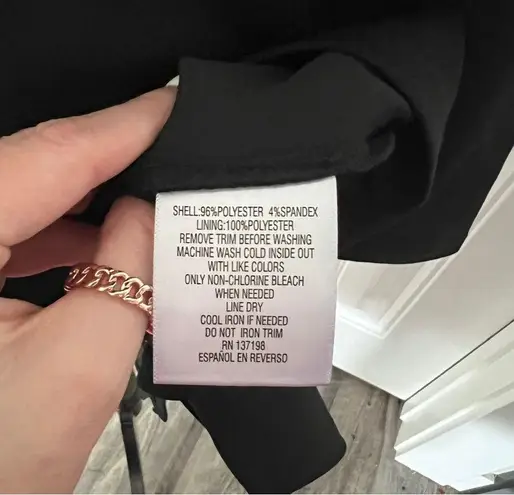 SHELL:96%POLYESTER 4%SPANDEX
LINING:100%POLYESTER
REMOVE TRIM BEFORE WASHING
MACHINE WASH COLD INSIDE OUT
WITH LIKE COLORS
ONLY NON-CHLORINE BLEACH
WHEN NEEDED
LINE DRY
COOL IRON IF NEEDED
DO NOT IRON TRIM
RN 137198
ESPAÑOL EN REVERSO